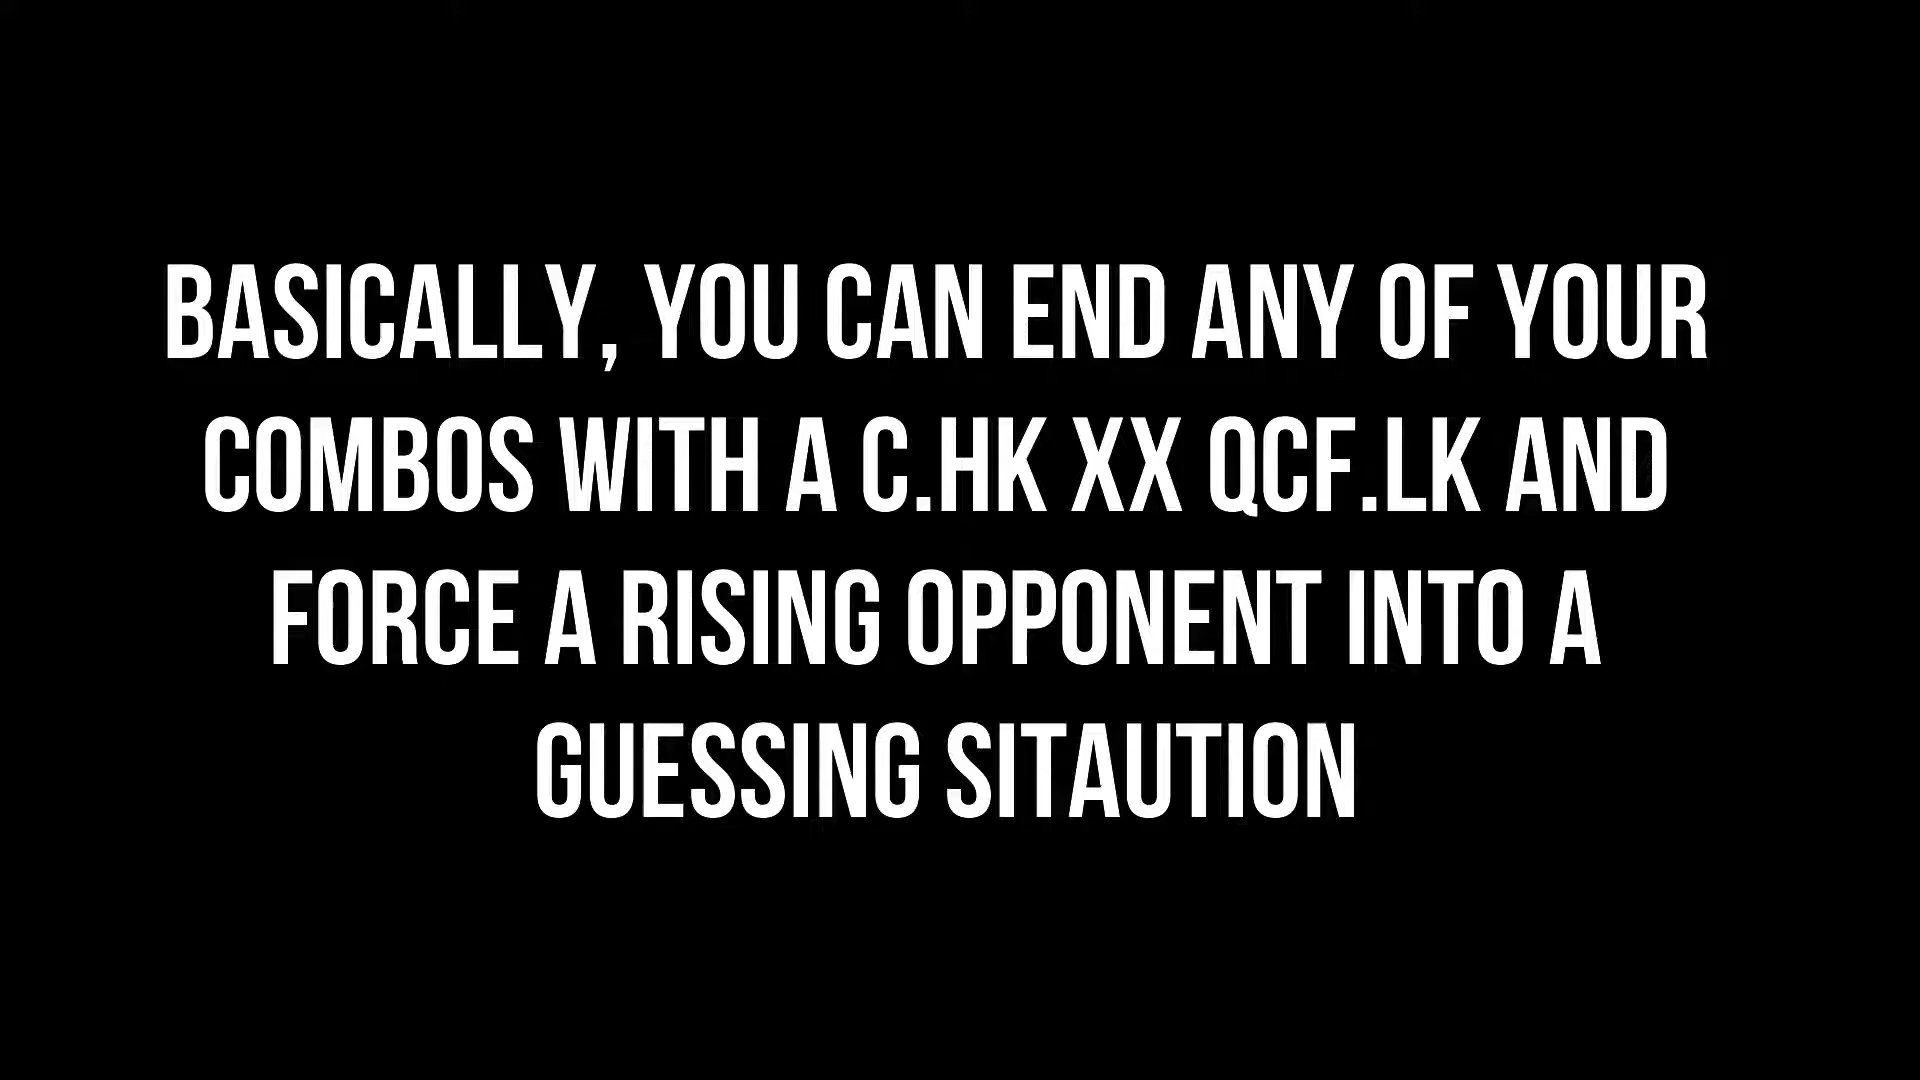 BASICALLY, YOU CAN END ANY OF YOUR
COMBOS WITH A C.HK XX QCF.LK AND
FORCE A RISING OPPONENT INTO A
GUESSING SITAUTION